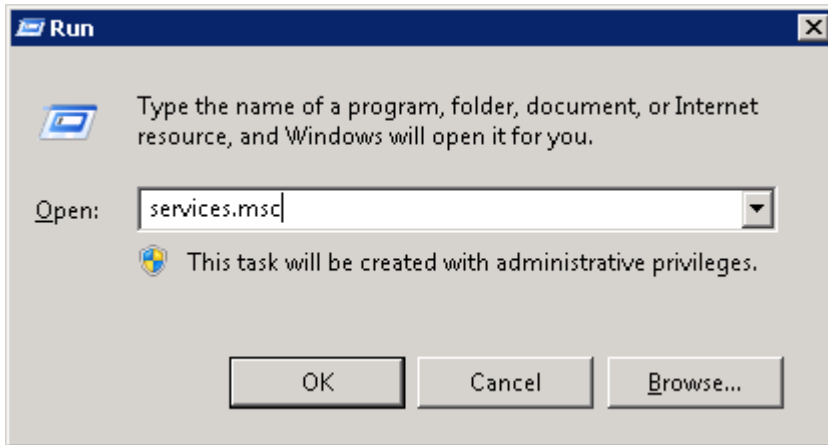 Run
Type the name of a program, folder, document, or Internet
resource, and Windows will open it for you.
Open: services.msc
This task will be created with administrative privileges.
OK Cancel Browse...